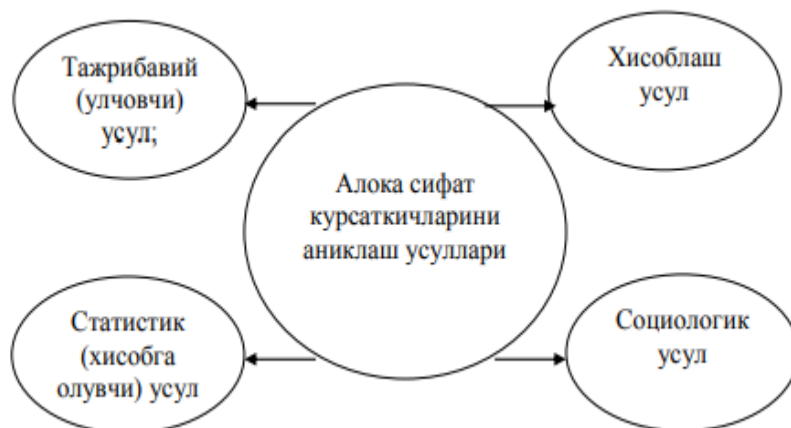 Тажрибавий
(улчовчи)
усул;
Хисоблаш
усул
Алока сифат
курсаткичларини
аниклаш усуллари
Статистик
(хисобга
олувчи) усул
Социологик
усул